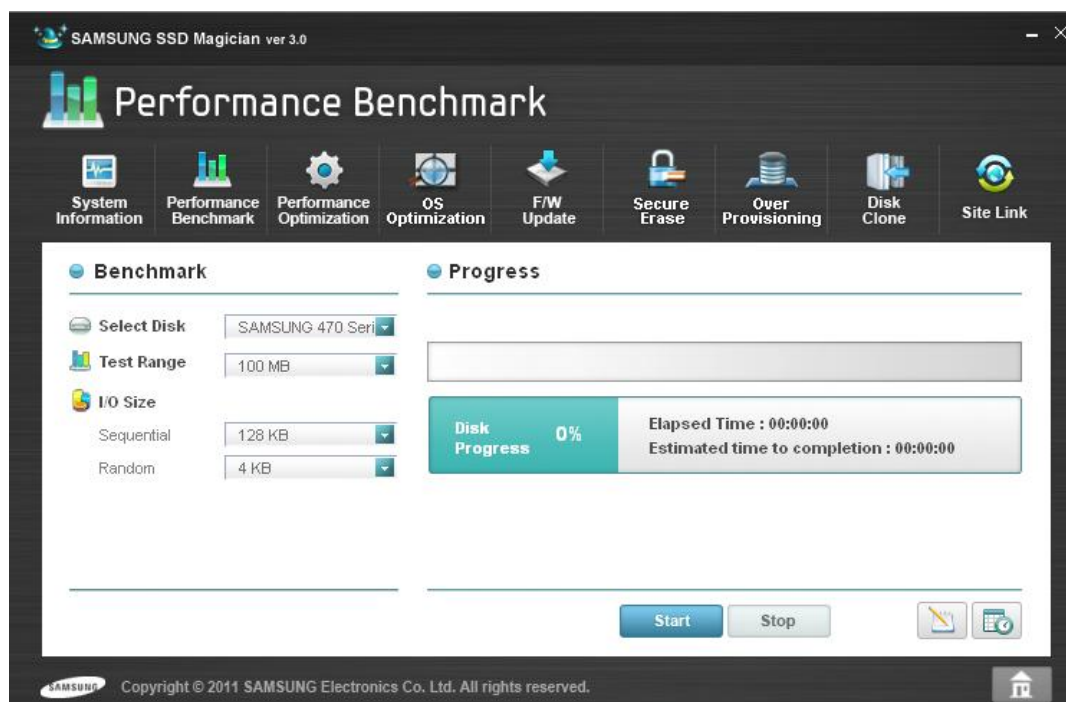 SAMSUNG SSD Magician ver 3.0
Performance Benchmark
System Information
Performance Benchmark
Performance Optimization
OS Optimization
F/W Update
Secure Erase
Over Provisioning
Disk Clone
Site Link
Benchmark
Select Disk SAMSUNG 470 Seri
Test Range 100 MB
I/O Size
Sequential 128 KB
Random 4 KB
Progress
Disk Progress 0%
Elapsed Time : 00:00:00
Estimated time to completion : 00:00:00
Start Stop
SAMSUNG Copyright © 2011 SAMSUNG Electronics Co. Ltd. All rights reserved.